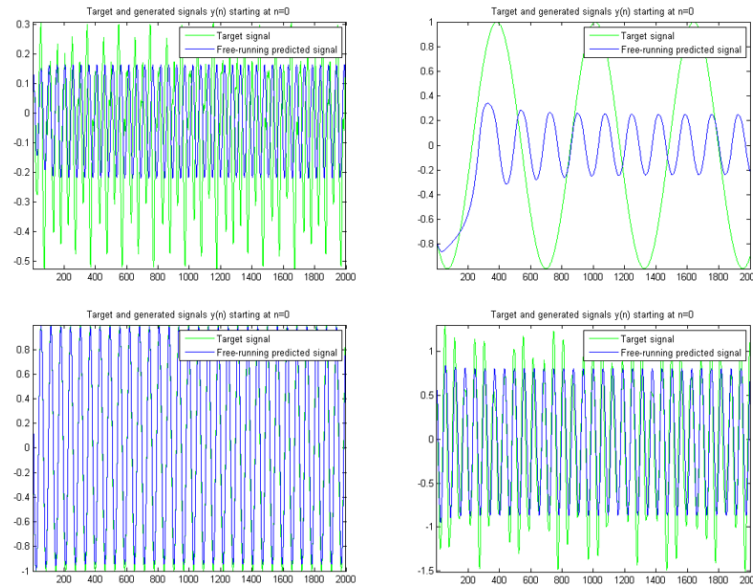 Target and generated signals y(n) starting at n=0
Target signal
Free-running predicted signal
0.3
0.2
0.1
0
-0.1
-0.2
-0.3
-0.4
-0.5
200 400 600 800 1000 1200 1400 1600 1800 2000
Target and generated signals y(n) starting at n=0
Target signal
Free-running predicted signal
1
0.8
0.6
0.4
0.2
0
-0.2
-0.4
-0.6
-0.8
200 400 600 800 1000 1200 1400 1600 1800 2000
Target and generated signals y(n) starting at n=0
Target signal
Free-running predicted signal
0.8
0.6
0.4
0.2
0
-0.2
-0.4
-0.6
-0.8
-1
200 400 600 800 1000 1200 1400 1600 1800 2000
Target and generated signals y(n) starting at n=0
Target signal
Free-running predicted signal
1
0.5
0
-0.5
-1
-1.5
200 400 600 800 1000 1200 1400 1600 1800 2000